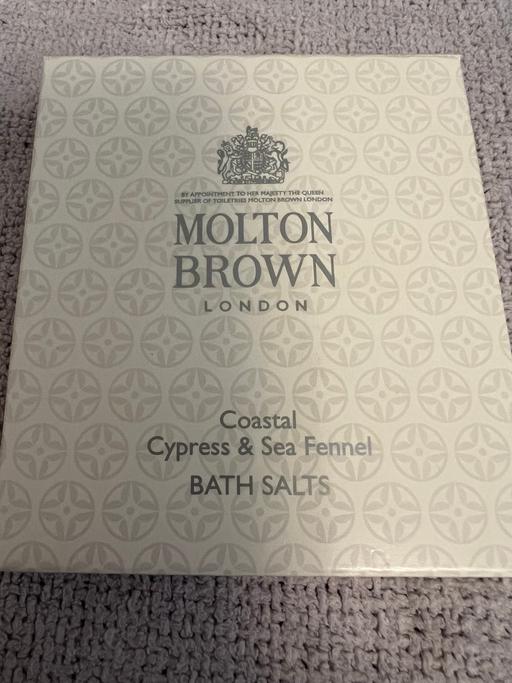 BY APPOINTMENT TO HER MAJESTY THE QUEEN
SUPPLIER OF TOILETRIES MOLTON BROWN LONDON
MOLTON
BROWN
LONDON
Coastal
Cypress & Sea Fennel
BATH SALTS